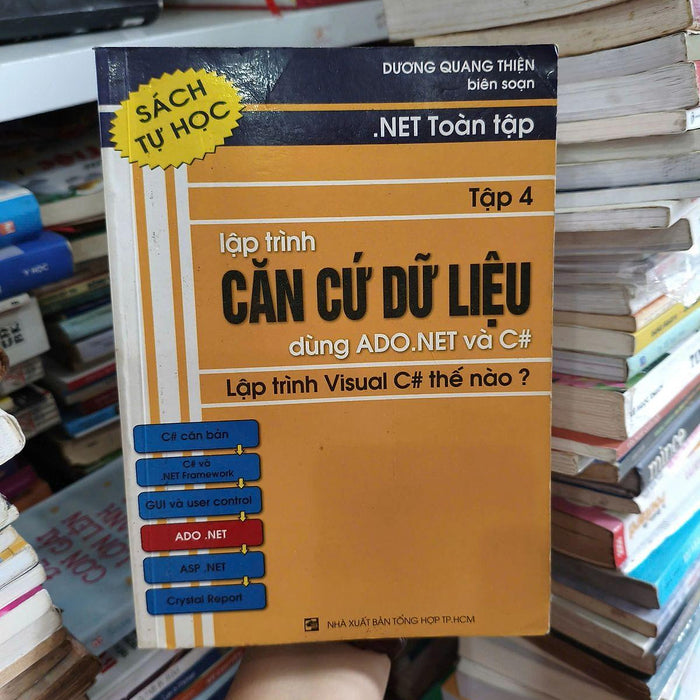 DƯƠNG QUANG THIỆN
biên soạn
SÁCH
TỰ HỌC
.NET Toàn tập
Tập 4
lập trình
CĂN CỨ DỮ LIỆU
dùng ADO.NET và C#
Lập trình Visual C# thế nào ?
C# căn bản
C# và
.NET Framework
GUI và user control
ADO .NET
ASP .NET
Crystal Report
NHÀ XUẤT BẢN TỔNG HỢP TP.HCM
Y HỌC